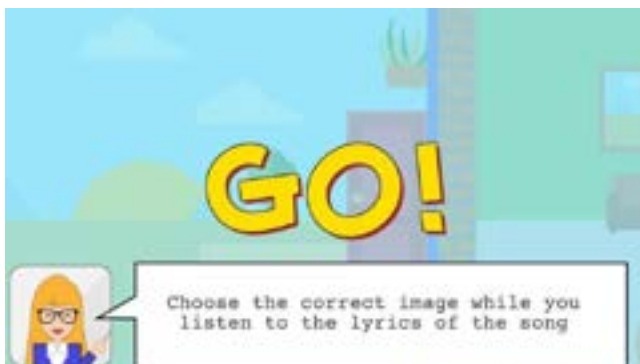 GO!
Choose the correct image while you
listen to the lyrics of the song